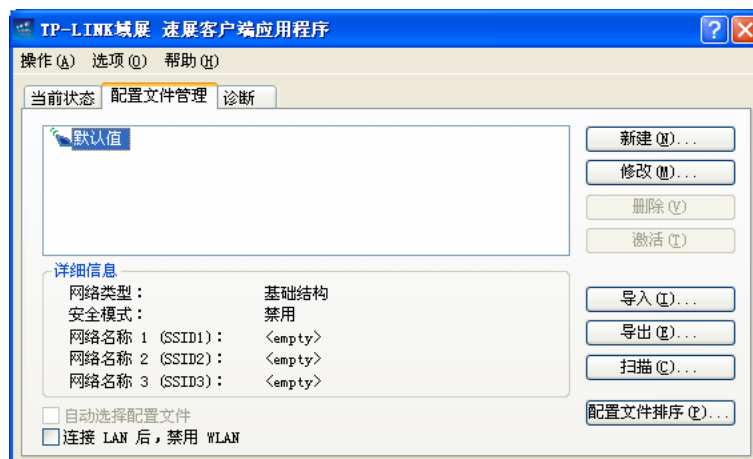 TP-LINK域展 速展客户端应用程序
操作(A) 选项(O) 帮助(H)
当前状态 配置文件管理 诊断
默认值
新建(N)...
修改(M)...
删除(V)
激活(T)
详细信息
网络类型: 基础结构
安全模式: 禁用
网络名称 1 (SSID1): <empty>
网络名称 2 (SSID2): <empty>
网络名称 3 (SSID3): <empty>
导入(I)...
导出(E)...
扫描(C)...
自动选择配置文件
配置文件排序(P)...
连接 LAN 后,禁用 WLAN